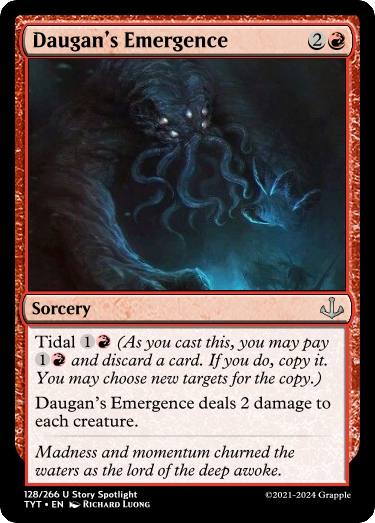 Daugan's Emergence 2
Sorcery
Tidal 1 (As you cast this, you may pay
1 and discard a card. If you do, copy it.
You may choose new targets for the copy.)
Daugan's Emergence deals 2 damage to
each creature.
Madness and momentum churned the
waters as the lord of the deep awoke.
128/266 U Story Spotlight
TYT • EN Richard Luong
©2021-2024 Grapple